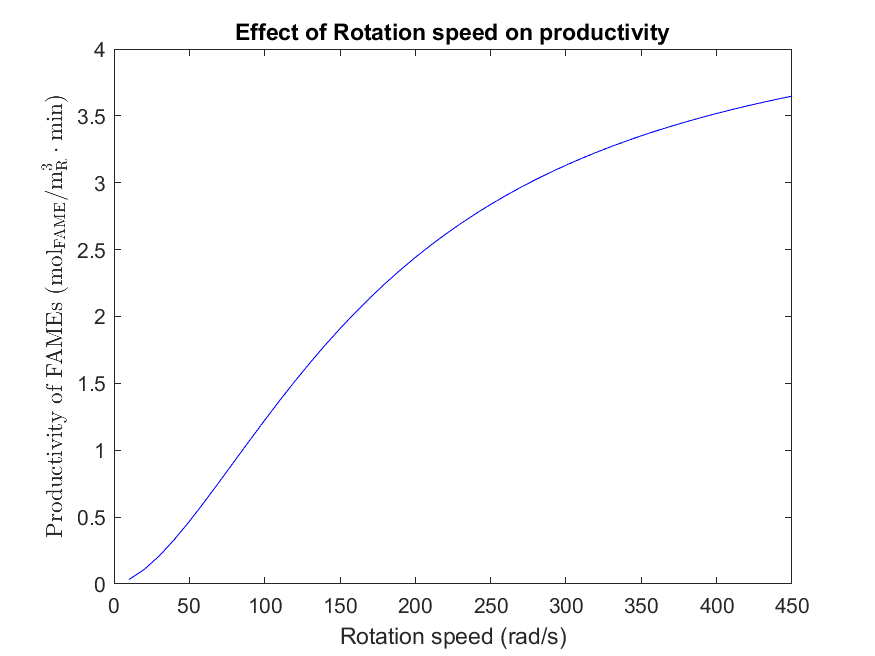 Effect of Rotation speed on productivity
Productivity of FAMEs (mol_FAME/m_R^3 · min)
4
3.5
3
2.5
2
1.5
1
0.5
0
0 50 100 150 200 250 300 350 400 450
Rotation speed (rad/s)